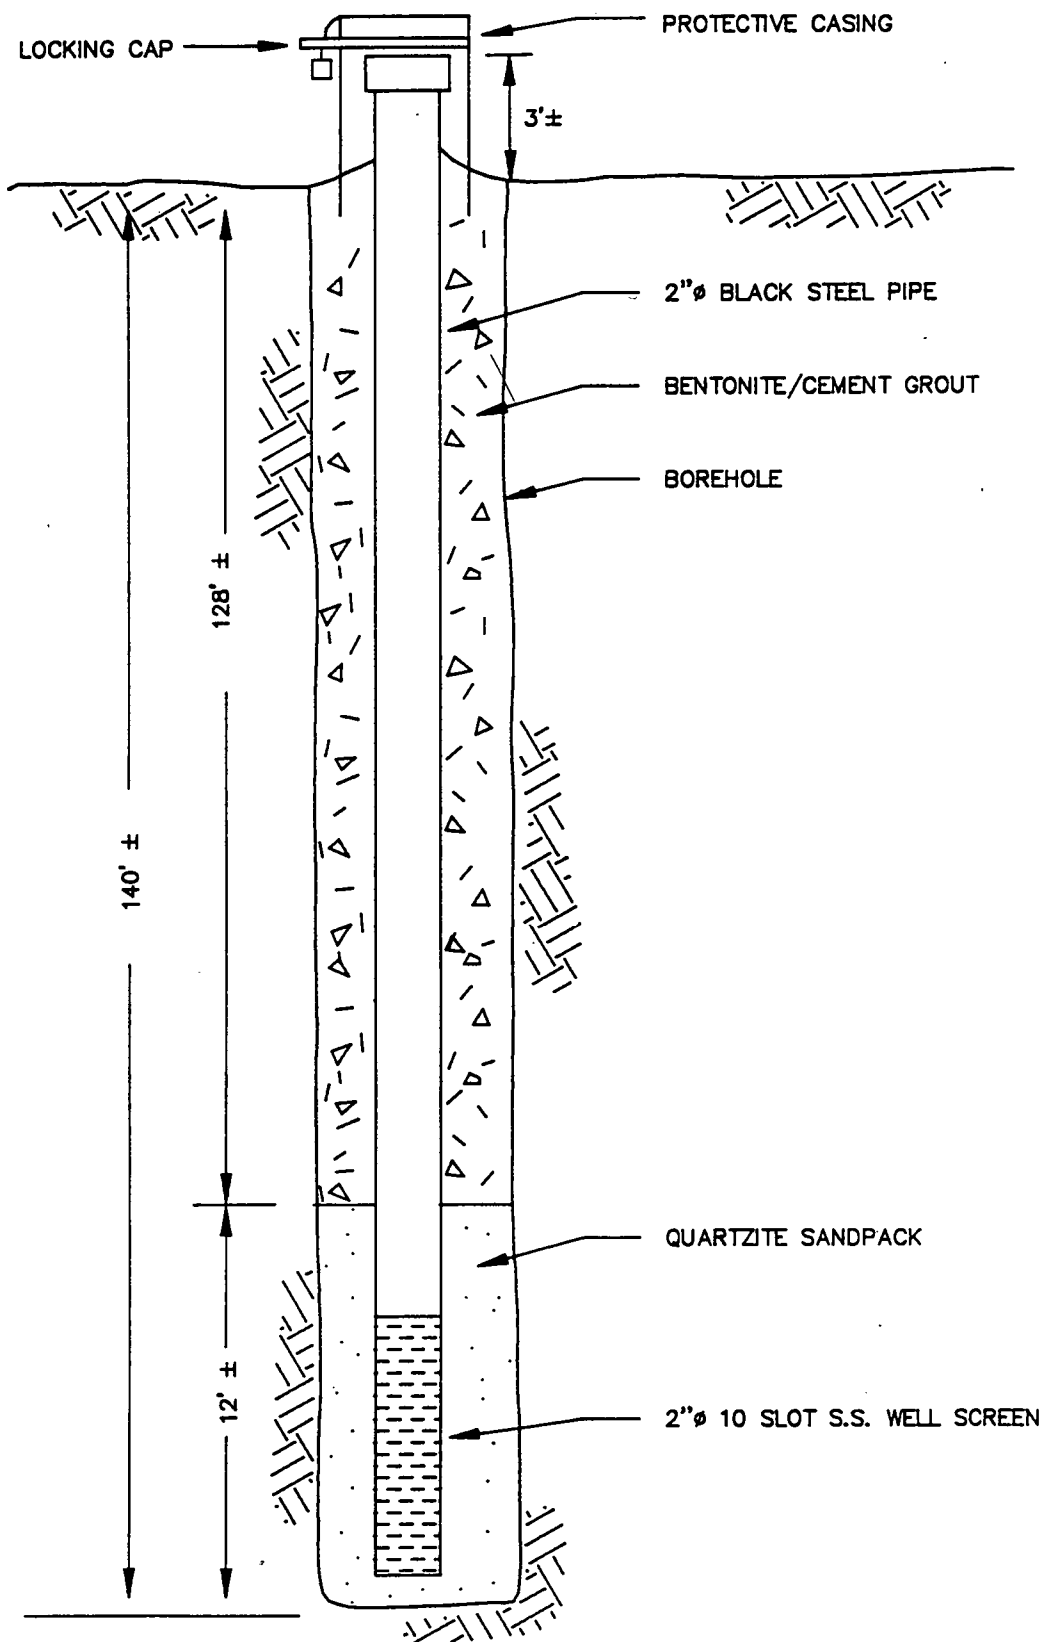 PROTECTIVE CASING
LOCKING CAP
3'±
2"ø BLACK STEEL PIPE
BENTONITE/CEMENT GROUT
BOREHOLE
128' ±
140' ±
QUARTZITE SANDPACK
12' ±
2"ø 10 SLOT S.S. WELL SCREEN